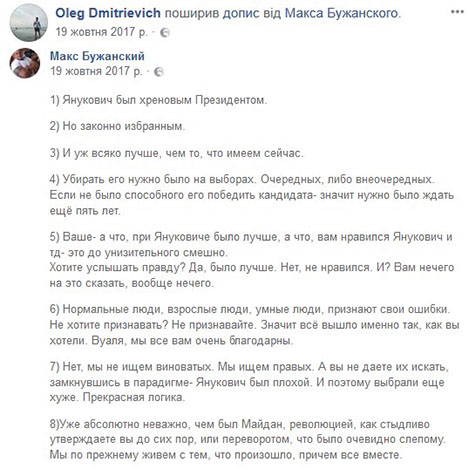 Oleg Dmitrievich поширив допис від Макса Бужанского.
19 жовтня 2017 р. ·
Макс Бужанский
19 жовтня 2017 р. ·
1) Янукович был хреновым Президентом.
2) Но законно избранным.
3) И уж всяко лучше, чем то, что имеем сейчас.
4) Убирать его нужно было на выборах. Очередных, либо внеочередных.
Если не было способного его победить кандидата- значит нужно было ждать
ещё пять лет.
5) Ваше- а что, при Януковиче было лучше, а что, вам нравился Янукович и
тд- это до унизительного смешно.
Хотите услышать правду? Да, было лучше. Нет, не нравился. И? Вам нечего
на это сказать, вообще нечего.
6) Нормальные люди, взрослые люди, умные люди, признают свои ошибки.
Не хотите признавать? Не признавайте. Значит всё вышло именно так, как вы
хотели. Вуаля, мы все вам очень благодарны.
7) Нет, мы не ищем виноватых. Мы ищем правых. А вы не даете их искать,
замкнувшись в парадигме- Янукович был плохой. И поэтому выбрали еще
хуже. Прекрасная логика.
8)Уже абсолютно неважно, чем был Майдан, революцией, как стыдливо
утверждаете вы до сих пор, или переворотом, что было очевидно слепому.
Мы по прежнему живем с тем, что произошло, причем все вместе.